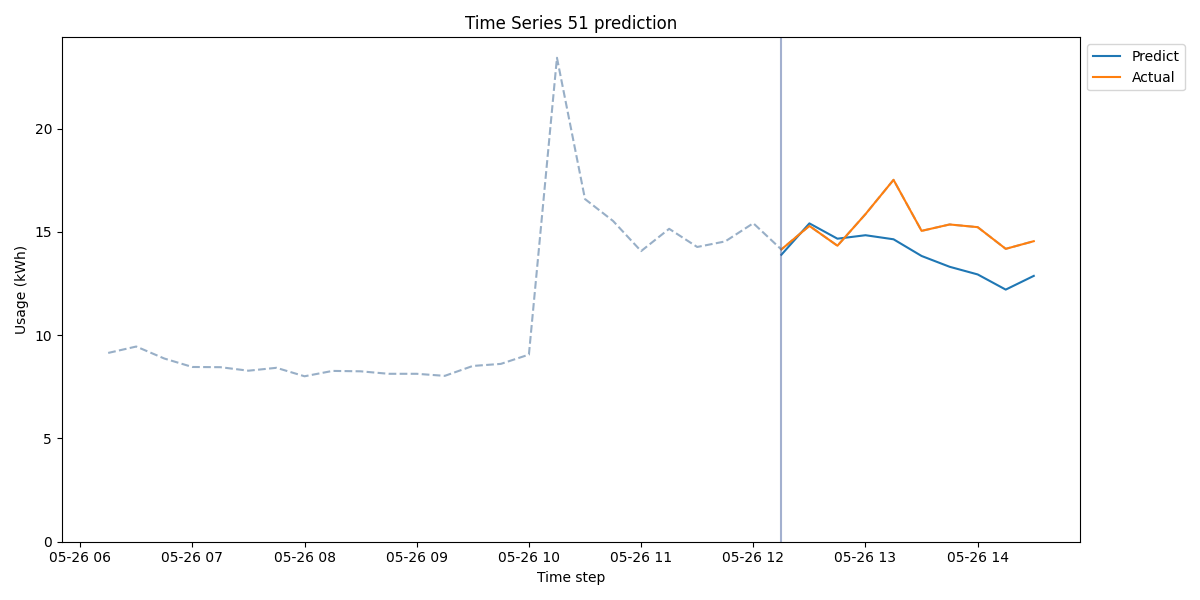 Time Series 51 prediction
Predict
Actual
Usage (kWh)
20
15
10
5
0
05-26 06 05-26 07 05-26 08 05-26 09 05-26 10 05-26 11 05-26 12 05-26 13 05-26 14
Time step